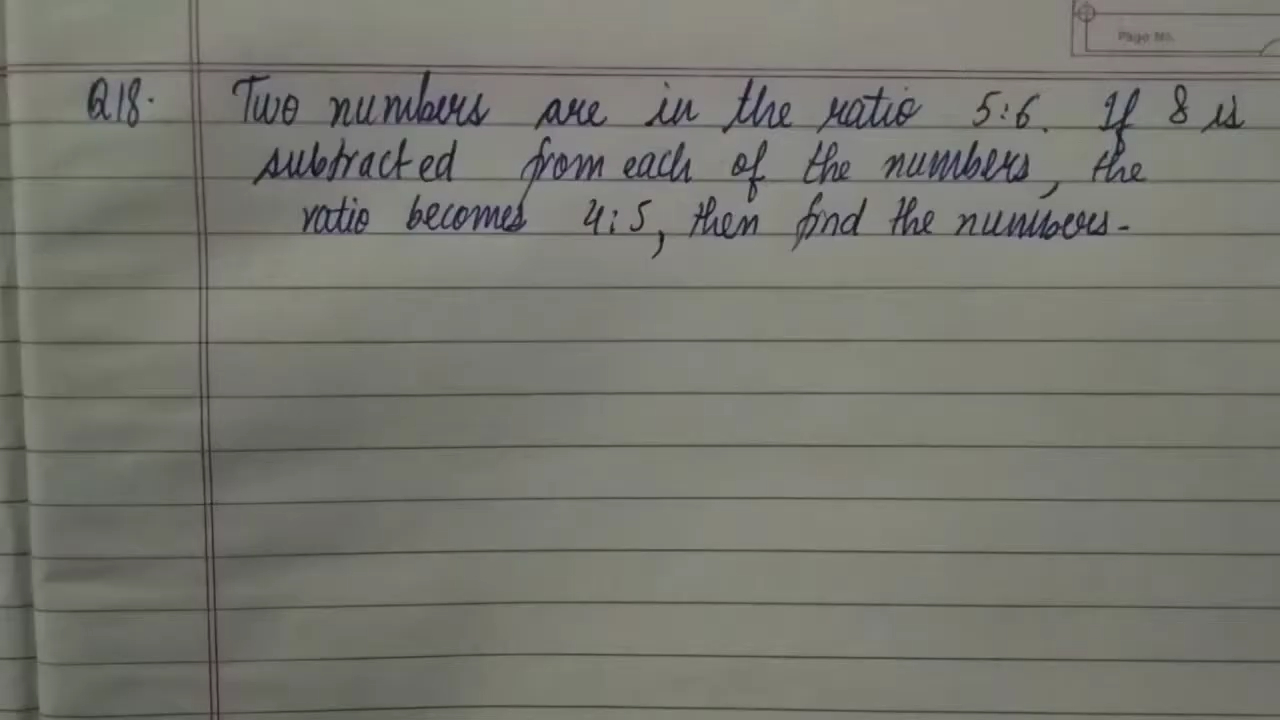 Page No.
Q18. Two numbers are in the ratio 5:6. If 8 is
subtracted from each of the numbers, the
ratio becomes 4:5, then find the numbers.